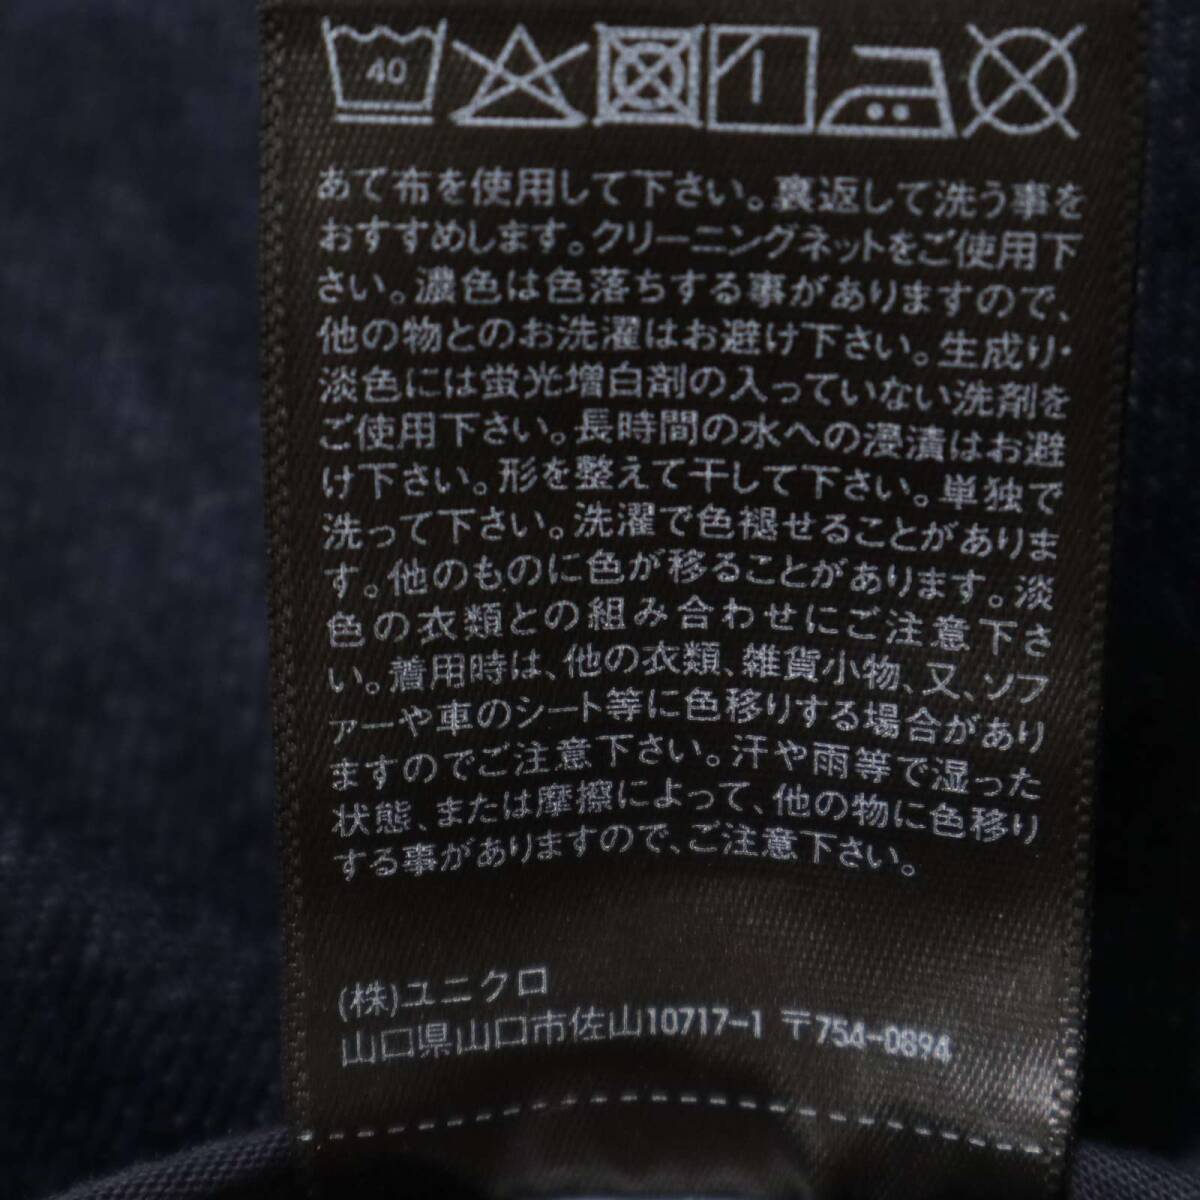 40
あて布を使用して下さい。裏返して洗う事を
おすすめします。クリーニングネットをご使用下
さい。濃色は色落ちする事がありますので、
他の物とのお洗濯はお避け下さい。生成り・
淡色には蛍光増白剤の入っていない洗剤を
ご使用下さい。長時間の水への浸漬はお避
け下さい。形を整えて干して下さい。単独で
洗って下さい。洗濯で色褪せることがありま
す。他のものに色が移ることがあります。淡
色の衣類との組み合わせにご注意下さ
い。着用時は、他の衣類、雑貨小物、又、ソフ
ァーや車のシート等に色移りする場合があり
ますのでご注意下さい。汗や雨等で湿った
状態、または摩擦によって、他の物に色移り
する事がありますので、ご注意下さい。
(株)ユニクロ
山口県山口市佐山10717-1 〒754-0894